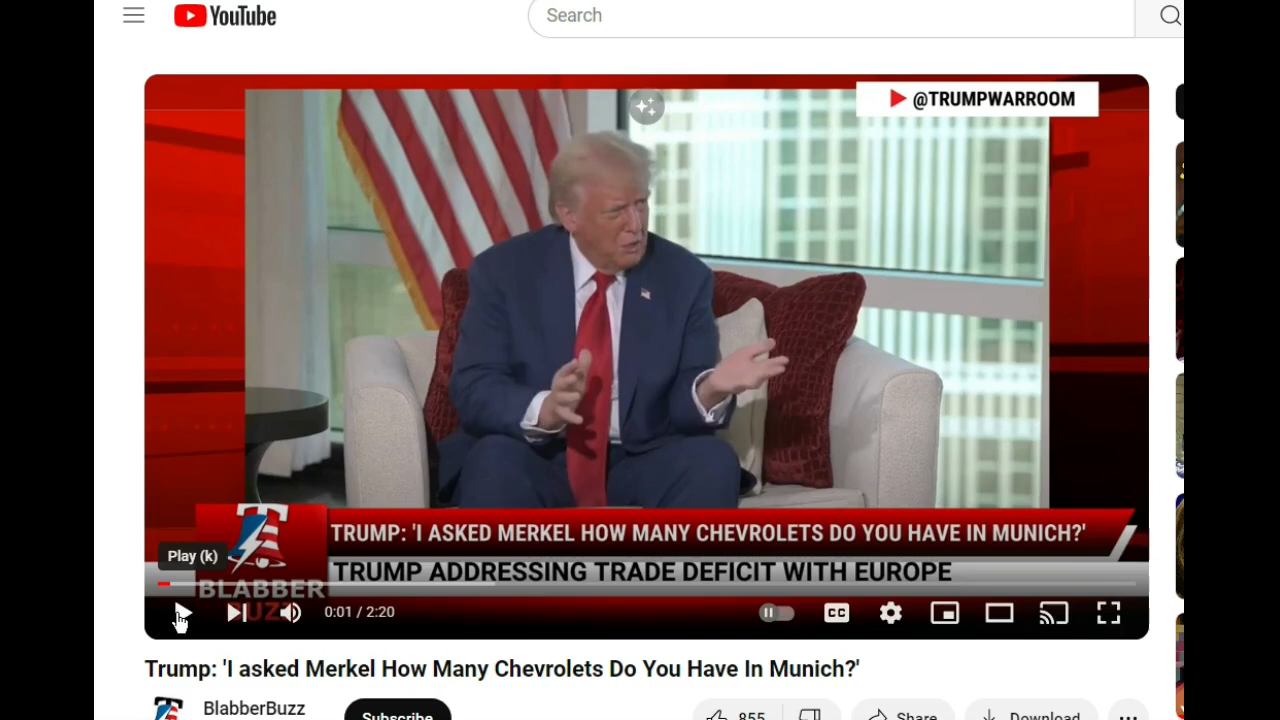 YouTube
Search
@TRUMPWARROOM
TRUMP: 'I ASKED MERKEL HOW MANY CHEVROLETS DO YOU HAVE IN MUNICH?'
Play (k)
TRUMP ADDRESSING TRADE DEFICIT WITH EUROPE
BLABBER
BUZZ
0:01 / 2:20
CC
Trump: 'I asked Merkel How Many Chevrolets Do You Have In Munich?'
BlabberBuzz
Subscribe
855
Share
Download